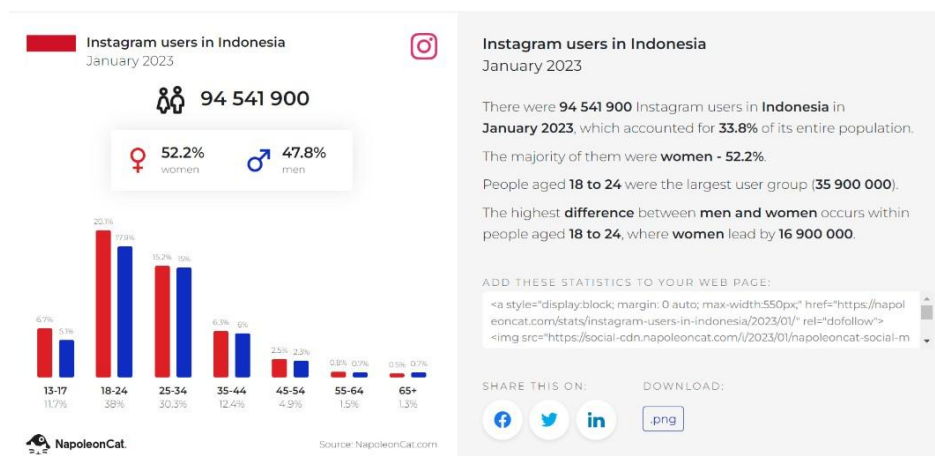 Instagram users in Indonesia
January 2023
94 541 900
52.2%
women
47.8%
men
20.1%
17.9%
15.2%
15%
6.7%
5.1%
6.3%
6%
2.5%
2.3%
0.8%
0.7%
0.5%
0.7%
13-17
18-24
25-34
35-44
45-54
55-64
65+
11.7%
38%
30.3%
12.4%
4.9%
1.5%
1.3%
NapoleonCat.
Source: NapoleonCat.com
Instagram users in Indonesia
January 2023
There were 94 541 900 Instagram users in Indonesia in
January 2023, which accounted for 33.8% of its entire population.
The majority of them were women - 52.2%.
People aged 18 to 24 were the largest user group (35 900 000).
The highest difference between men and women occurs within
people aged 18 to 24, where women lead by 16 900 000.
ADD THESE STATISTICS TO YOUR WEB PAGE:
<a style="display:block; margin: 0 auto; max-width:550px;" href="https://napol
eoncat.com/stats/instagram-users-in-indonesia/2023/01/" rel="dofollow">
<img src="https://social-cdn.napoleoncat.com/i/2023/01/napoleoncat-social-m
SHARE THIS ON:
DOWNLOAD:
.png